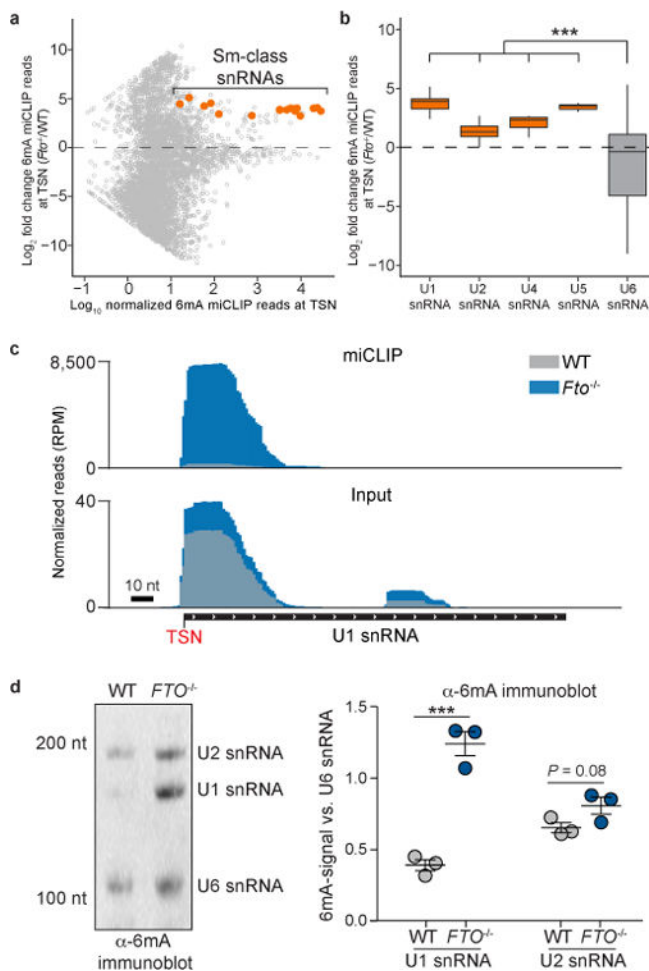 a
Log₂ fold change 6mA miCLIP reads
at TSN (Fto⁻/⁻/WT)
10
5
0
−5
−10
Sm-class
snRNAs
−1 0 1 2 3 4
Log₁₀ normalized 6mA miCLIP reads at TSN
b
Log₂ fold change 6mA miCLIP reads
at TSN (Fto⁻/⁻/WT)
10
5
0
−5
−10
***
U1 U2 U4 U5 U6
snRNA snRNA snRNA snRNA snRNA
c
miCLIP
WT
Fto⁻/⁻
Normalized reads (RPM)
8,500
0
Input
40
0
10 nt
TSN
U1 snRNA
d
WT FTO⁻/⁻
200 nt
100 nt
U2 snRNA
U1 snRNA
U6 snRNA
α-6mA
immunoblot
α-6mA immunoblot
6mA-signal vs. U6 snRNA
1.5
1.0
0.5
0.0
***
P = 0.08
WT FTO⁻/⁻ WT FTO⁻/⁻
U1 snRNA U2 snRNA